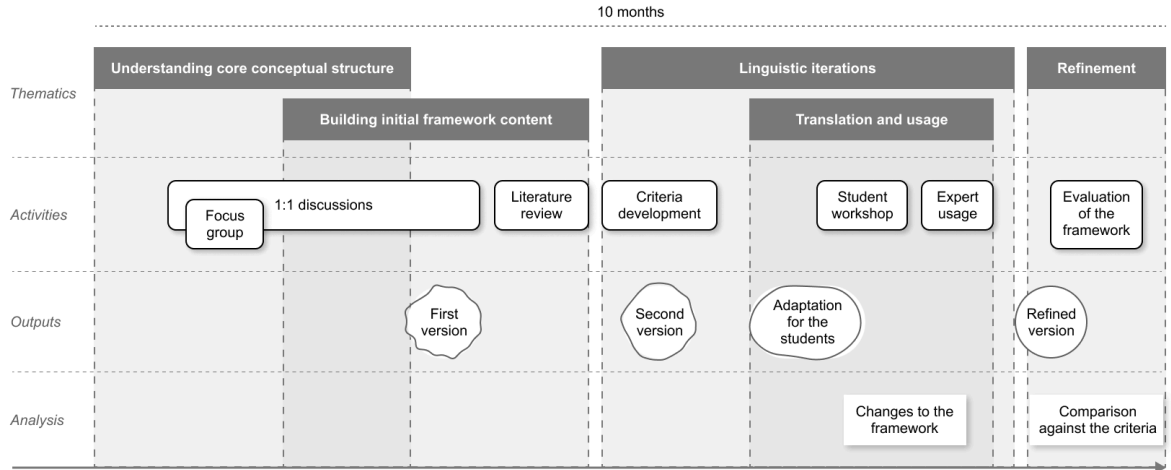 10 months
Understanding core conceptual structure
Linguistic iterations
Refinement
Thematics
Building initial framework content
Translation and usage
Activities
1:1 discussions
Focus
group
Literature
review
Criteria
development
Student
workshop
Expert
usage
Evaluation
of the
framework
Outputs
First
version
Second
version
Adaptation
for the
students
Refined
version
Analysis
Changes to the
framework
Comparison
against the criteria